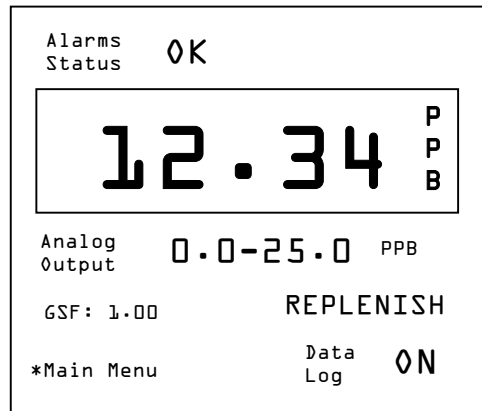 Alarms
Status OK
12.34 PPB
Analog
Output 0.0-25.0 PPB
GSF: 1.00 REPLENISH
*Main Menu
Data
Log ON